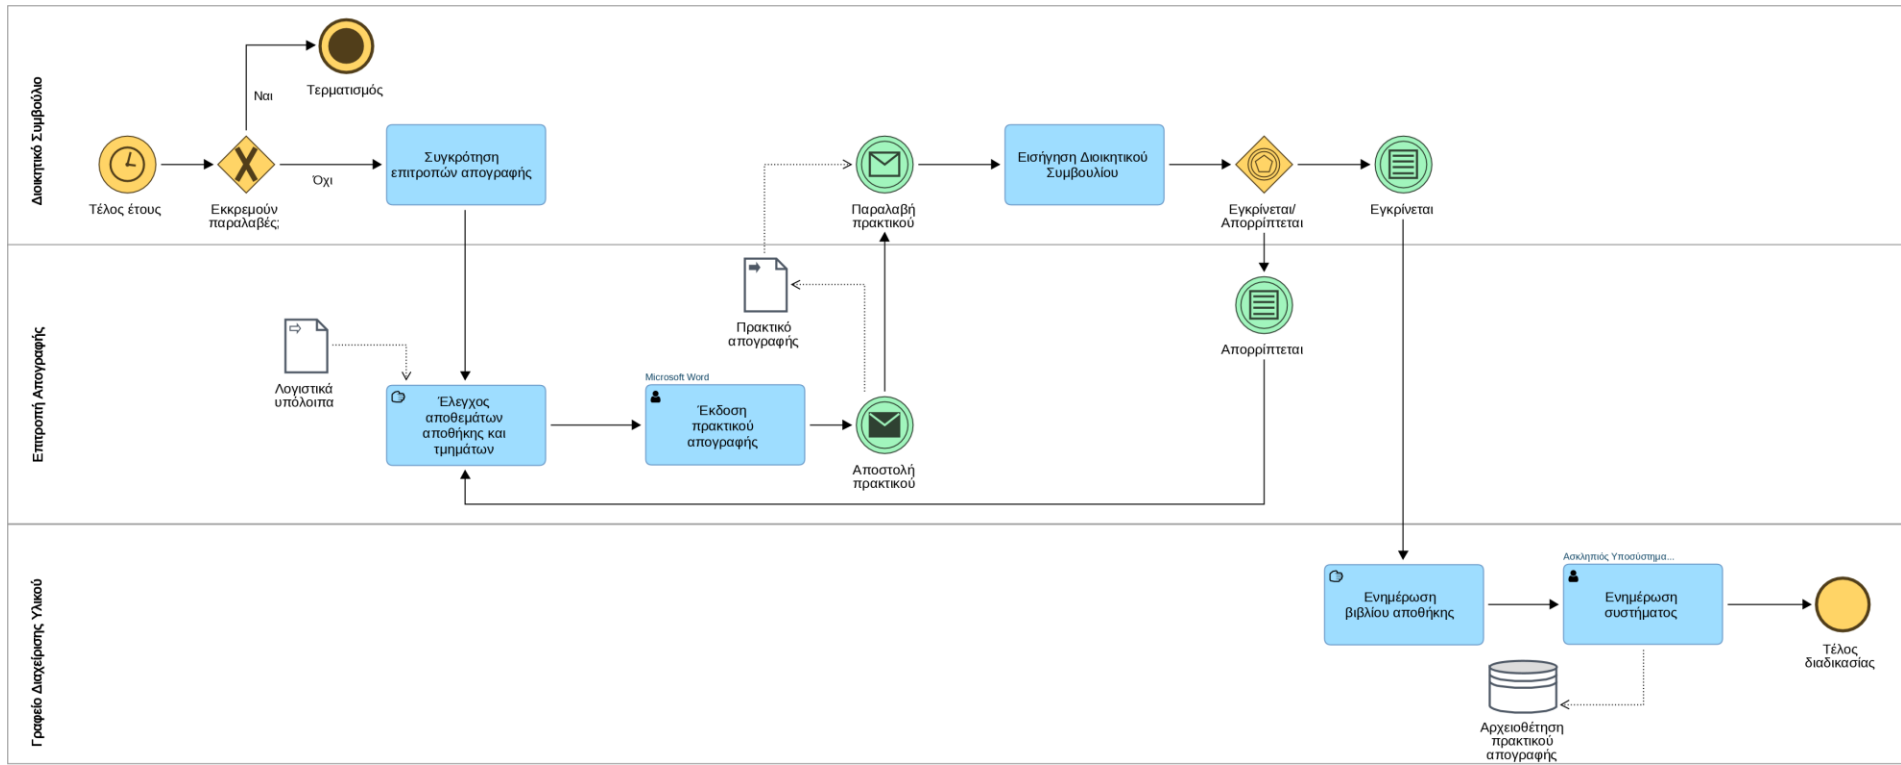 Διοικητικό Συμβούλιο
Τερματισμός
Ναι
Όχι
Τέλος έτους
Εκκρεμούν
παραλαβές;
Συγκρότηση
επιτροπών απογραφής
Παραλαβή
πρακτικού
Εισήγηση Διοικητικού
Συμβουλίου
Εγκρίνεται/
Απορρίπτεται
Εγκρίνεται
Επιτροπή Απογραφής
Λογιστικά
υπόλοιπα
Έλεγχος
αποθεμάτων
αποθήκης και
τμημάτων
Microsoft Word
Έκδοση
πρακτικού
απογραφής
Πρακτικό
απογραφής
Αποστολή
πρακτικού
Απορρίπτεται
Γραφείο Διαχείρισης Υλικού
Ενημέρωση
βιβλίου αποθήκης
Ασκληπιός Υποσύστημα...
Ενημέρωση
συστήματος
Τέλος
διαδικασίας
Αρχειοθέτηση
πρακτικού
απογραφής